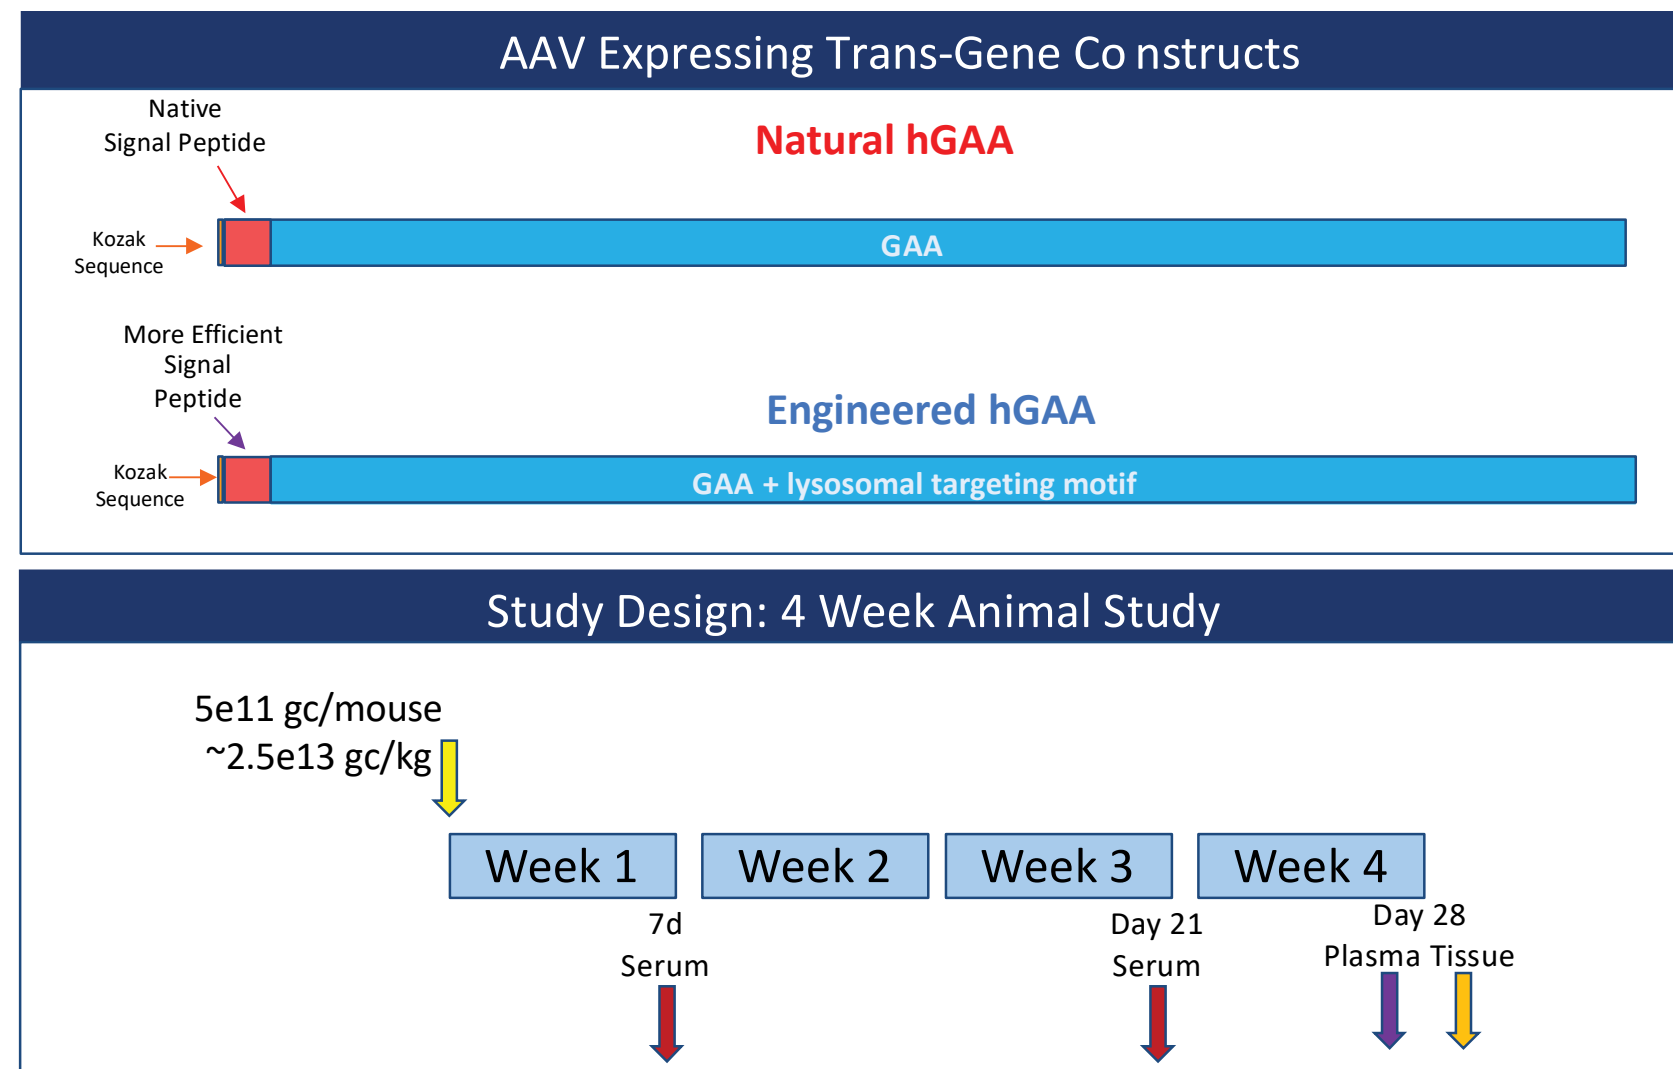 AAV Expressing Trans-Gene Co nstructs
Native
Signal Peptide
Natural hGAA
Kozak
Sequence
GAA
More Efficient
Signal
Peptide
Engineered hGAA
Kozak
Sequence
GAA + lysosomal targeting motif
Study Design: 4 Week Animal Study
5e11 gc/mouse
~2.5e13 gc/kg
Week 1
Week 2
Week 3
Week 4
7d
Serum
Day 21
Serum
Day 28
Plasma Tissue